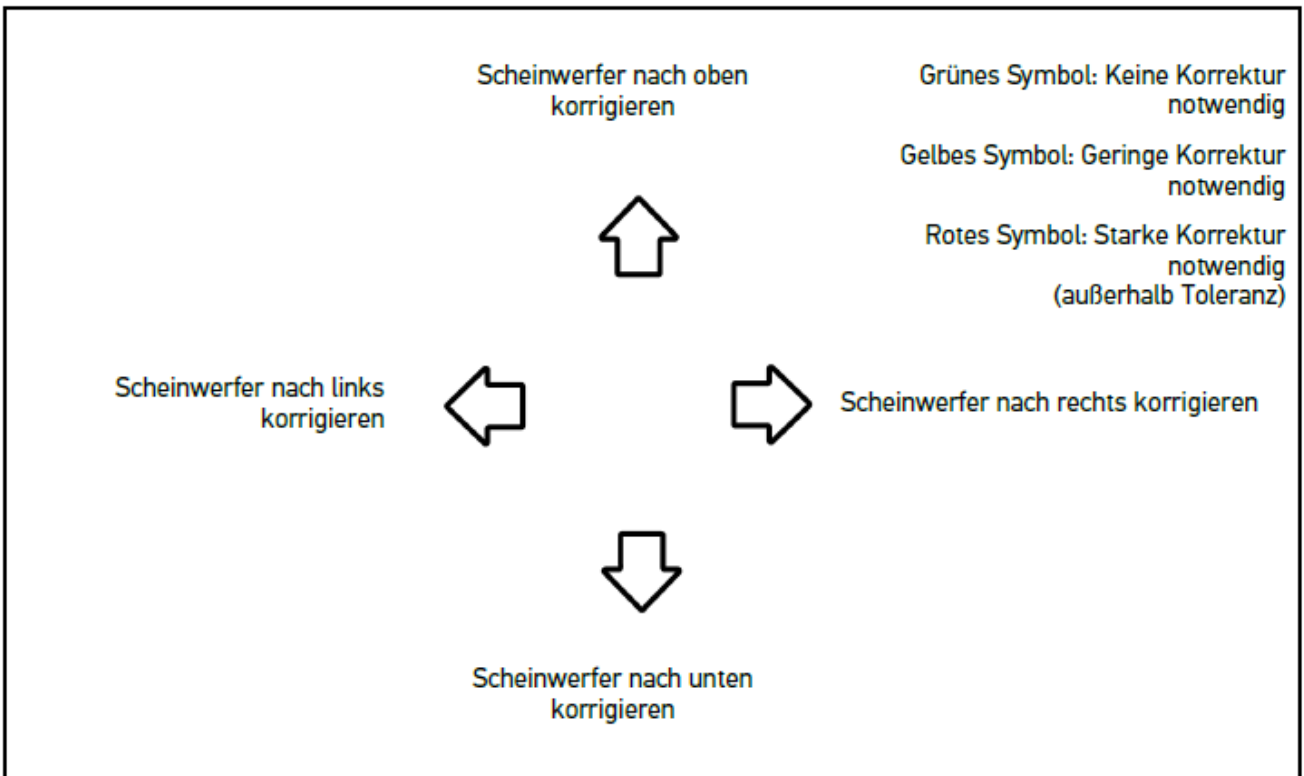 Scheinwerfer nach oben
korrigieren
Grünes Symbol: Keine Korrektur
notwendig
Gelbes Symbol: Geringe Korrektur
notwendig
Rotes Symbol: Starke Korrektur
notwendig
(außerhalb Toleranz)
Scheinwerfer nach links
korrigieren
Scheinwerfer nach rechts korrigieren
Scheinwerfer nach unten
korrigieren